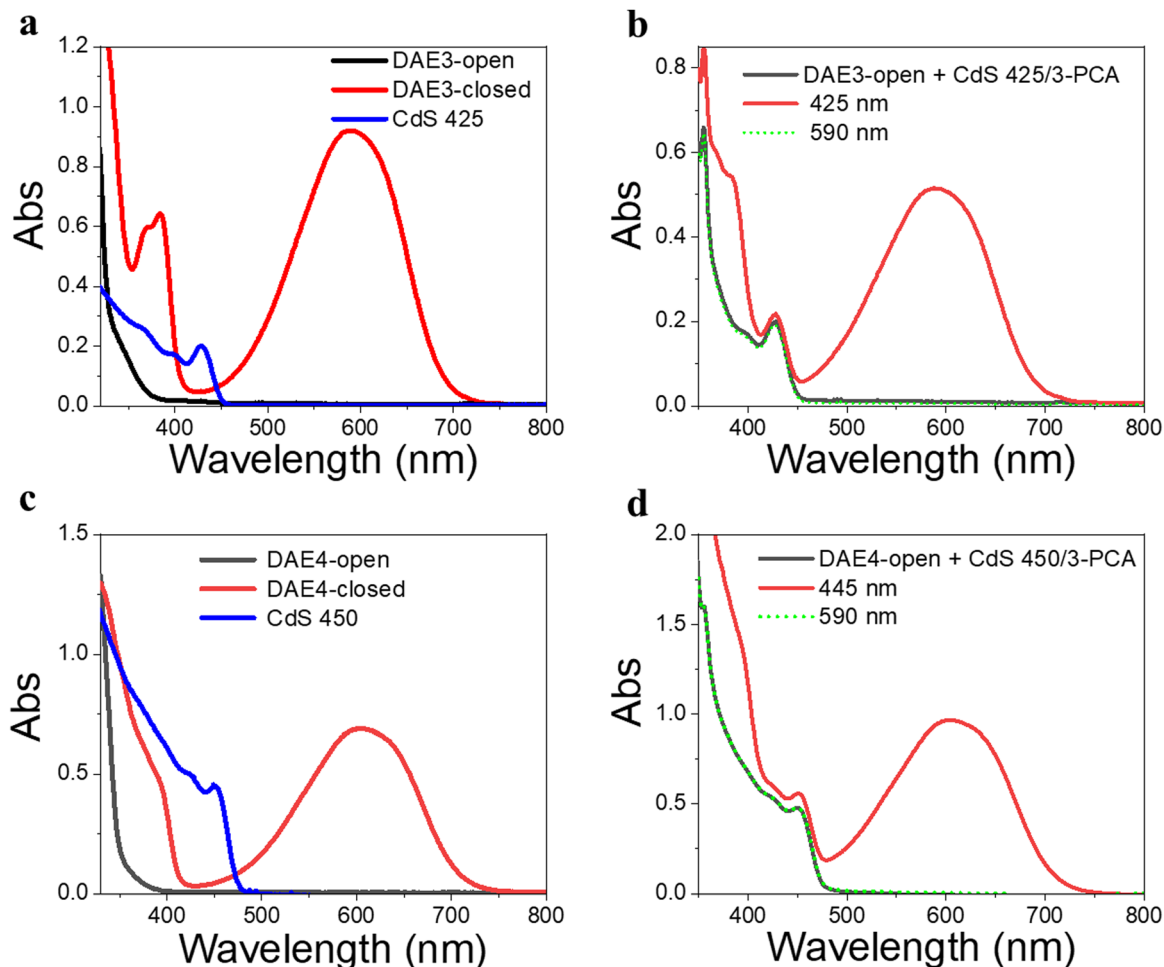 a
1.2
1.0
0.8
0.6
0.4
0.2
0.0
Abs
DAE3-open
DAE3-closed
CdS 425
400 500 600 700 800
Wavelength (nm)
b
0.8
0.6
0.4
0.2
0.0
Abs
DAE3-open + CdS 425/3-PCA
425 nm
590 nm
400 500 600 700 800
Wavelength (nm)
c
1.5
1.0
0.5
0.0
Abs
DAE4-open
DAE4-closed
CdS 450
400 500 600 700 800
Wavelength (nm)
d
2.0
1.5
1.0
0.5
0.0
Abs
DAE4-open + CdS 450/3-PCA
445 nm
590 nm
400 500 600 700 800
Wavelength (nm)